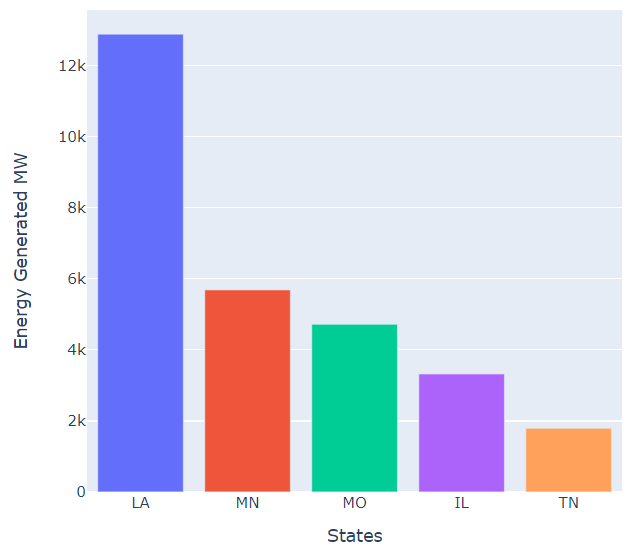 Energy Generated MW
12k
10k
8k
6k
4k
2k
0
LA MN MO IL TN
States